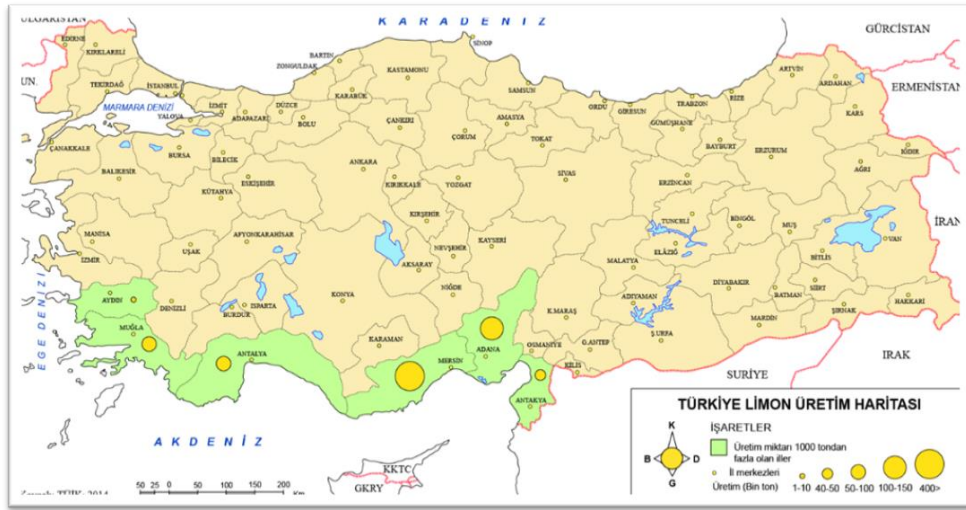 BULGARİSTAN
K A R A D E N İ Z
GÜRCİSTAN
ERMENİSTAN
İRAN
IRAK
SURİYE
KKTC
GKRY
A K D E N İ Z
EGE DENİZİ
MARMARA DENİZİ
EDİRNE
KIRKLARELİ
TEKİRDAĞ
İSTANBUL
YALOVA
İZMİT
ADAPAZARI
DÜZCE
BOLU
ZONGULDAK
BARTIN
KARABÜK
KASTAMONU
SİNOP
SAMSUN
ORDU
GİRESUN
TRABZON
RİZE
ARTVİN
ARDAHAN
KARS
IĞDIR
AĞRI
ERZURUM
BAYBURT
GÜMÜŞHANE
ERZİNCAN
SİVAS
TOKAT
AMASYA
ÇORUM
ÇANKIRI
ANKARA
KIRIKKALE
YOZGAT
KIRŞEHİR
NEVŞEHİR
KAYSERİ
AKSARAY
NİĞDE
KONYA
KARAMAN
ESKİŞEHİR
BİLECİK
BURSA
BALIKESİR
ÇANAKKALE
KÜTAHYA
MANİSA
İZMİR
UŞAK
AFYONKARAHİSAR
AYDIN
DENİZLİ
BURDUR
ISPARTA
MUĞLA
ANTALYA
MERSİN
ADANA
OSMANİYE
ANTAKYA
KİLİS
G.ANTEP
K.MARAŞ
ADIYAMAN
Ş.URFA
MALATYA
ELAZIĞ
TUNCELİ
BİNGÖL
MUŞ
BİTLİS
VAN
DİYABAKIR
BATMAN
SİİRT
MARDİN
ŞIRNAK
HAKKARİ
TÜRKİYE LİMON ÜRETİM HARİTASI
İŞARETLER
Üretim miktarı 1000 tondan
fazla olan iller
İl merkezleri
Üretim (Bin ton)
1-10 40-50 50-100 100-150 400>
K
B D
G
50 25 0 50 100 150 200
Km
TÜİK, 2014